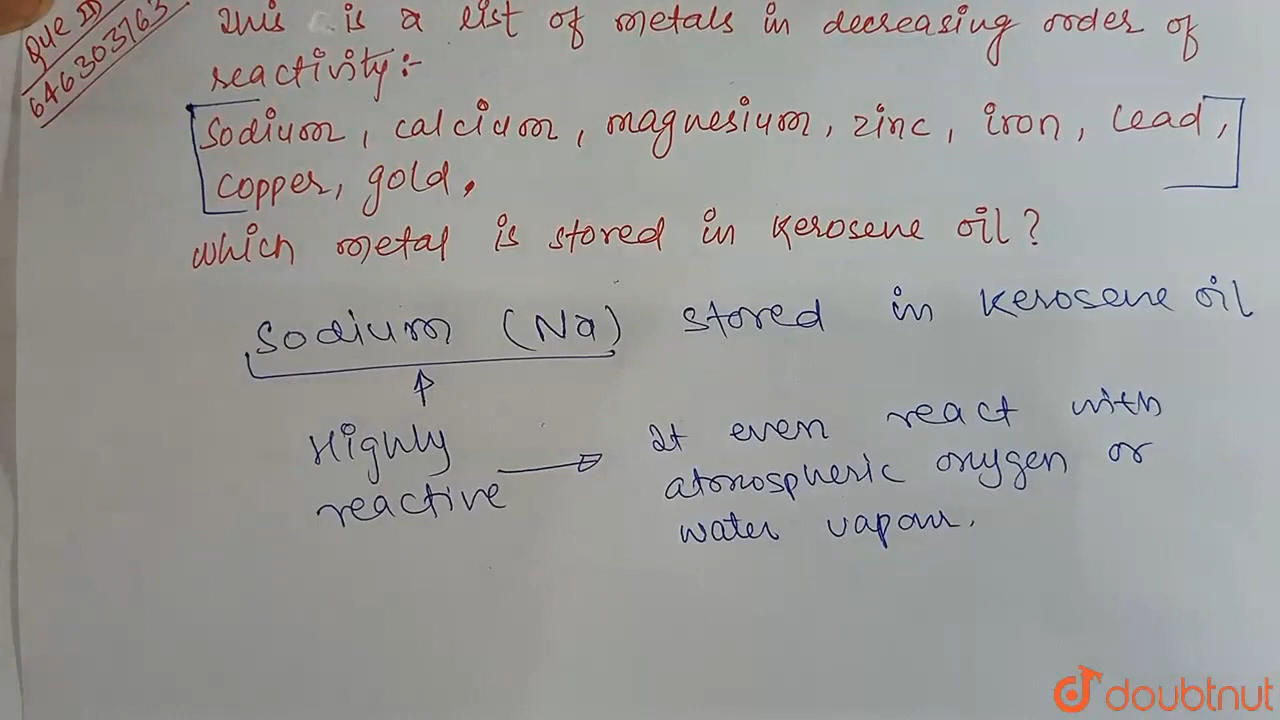 Que ID
646303763
This is a list of metals in decreasing order of
reactivity:-
Sodium, calcium, magnesium, zinc, iron, lead,
copper, gold.
which metal is stored in kerosene oil?
Sodium (Na) stored in kerosene oil
Highly
reactive
It even react with
atmospheric oxygen or
water vapour.
doubtnut